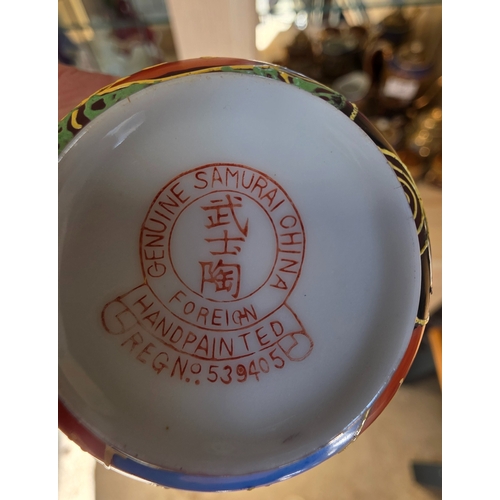 GENUINE SAMURAI CHINA
武士陶
FOREIGN
HANDPAINTED
REG No. 539405